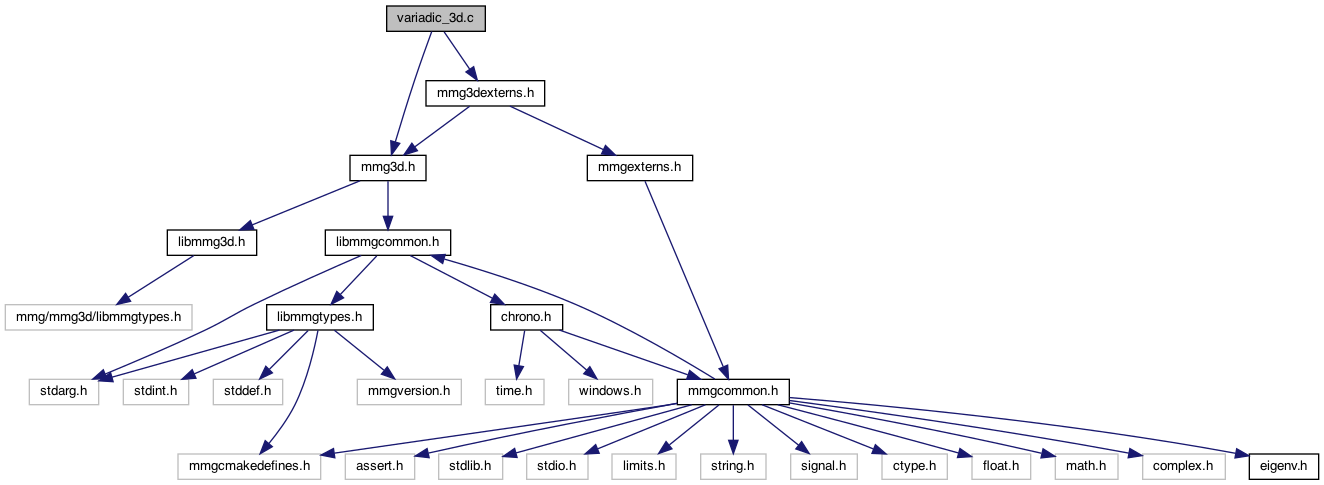 variadic_3d.c
mmg3dexterns.h
mmg3d.h
mmgexterns.h
libmmg3d.h
libmmgcommon.h
mmg/mmg3d/libmmgtypes.h
libmmgtypes.h
chrono.h
stdarg.h
stdint.h
stddef.h
mmgversion.h
time.h
windows.h
mmgcommon.h
mmgcmakedefines.h
assert.h
stdlib.h
stdio.h
limits.h
string.h
signal.h
ctype.h
float.h
math.h
complex.h
eigenv.h